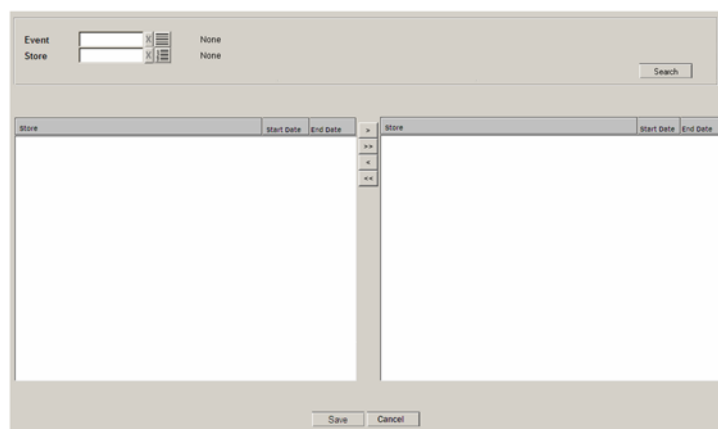 Event X None
Store X None
Search
Store Start Date End Date
>
>>
<
<<
Store Start Date End Date
Save Cancel